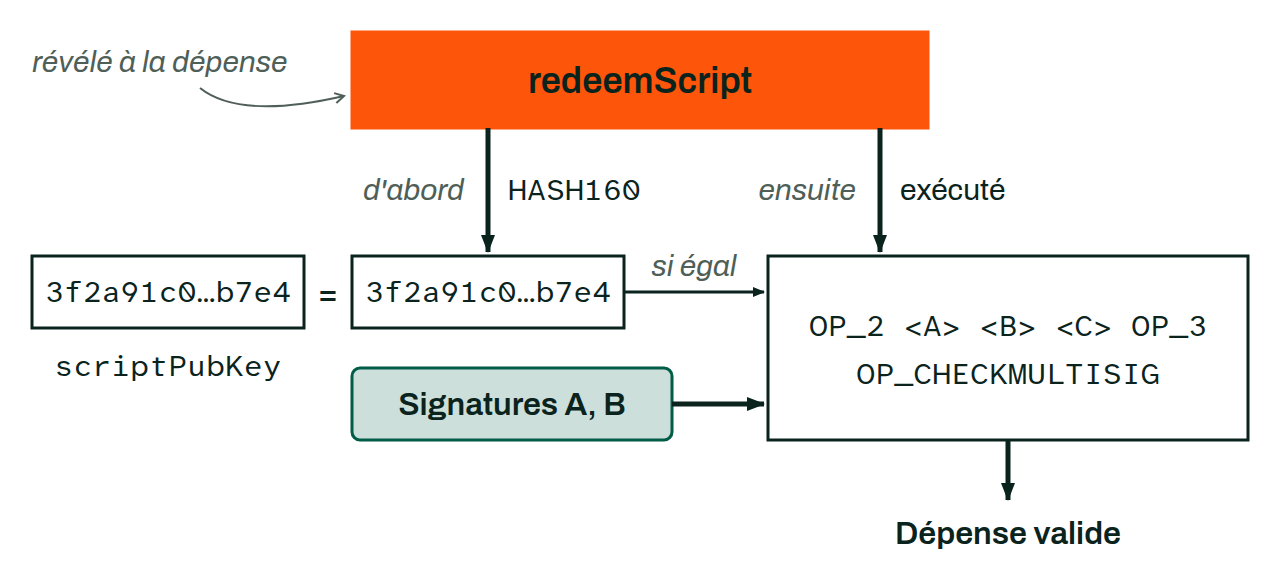 révélé à la dépense
redeemScript
d'abord
HASH160
ensuite
exécuté
3f2a91c0…b7e4
=
3f2a91c0…b7e4
si égal
scriptPubKey
OP_2 <A> <B> <C> OP_3
OP_CHECKMULTISIG
Signatures A, B
Dépense valide